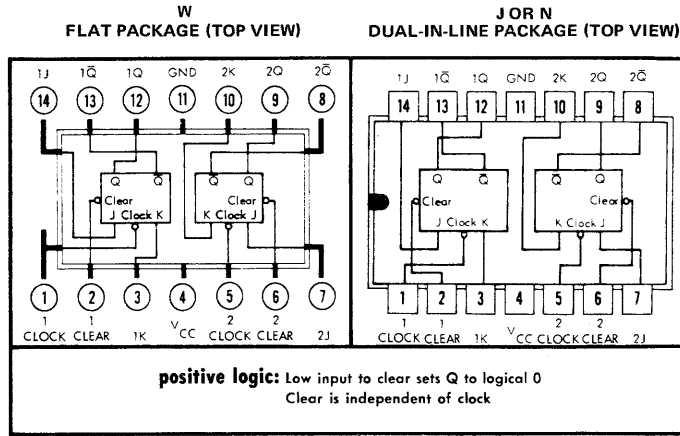 W
FLAT PACKAGE (TOP VIEW)
J OR N
DUAL-IN-LINE PACKAGE (TOP VIEW)
1J 1Q̅ 1Q GND 2K 2Q 2Q̅
14 13 12 11 10 9 8
Q Q̅ Q̅ Q
Clear Clear
J Clock K K Clock J
1 2 3 4 5 6 7
1 CLOCK 1 CLEAR 1K VCC 2 CLOCK 2 CLEAR 2J
1J 1Q̅ 1Q GND 2K 2Q 2Q̅
14 13 12 11 10 9 8
Q Q̅ Q̅ Q
Clear Clear
J Clock K K Clock J
1 2 3 4 5 6 7
1 CLOCK 1 CLEAR 1K VCC 2 CLOCK 2 CLEAR 2J
positive logic: Low input to clear sets Q to logical 0
Clear is independent of clock